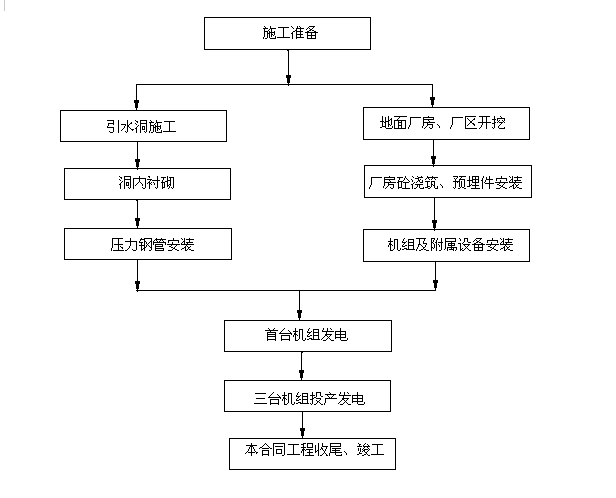 施工准备
引水洞施工
地面厂房、厂区开挖
洞内衬砌
厂房砼浇筑、预埋件安装
压力钢管安装
机组及附属设备安装
首台机组发电
三台机组投产发电
本合同工程收尾、竣工